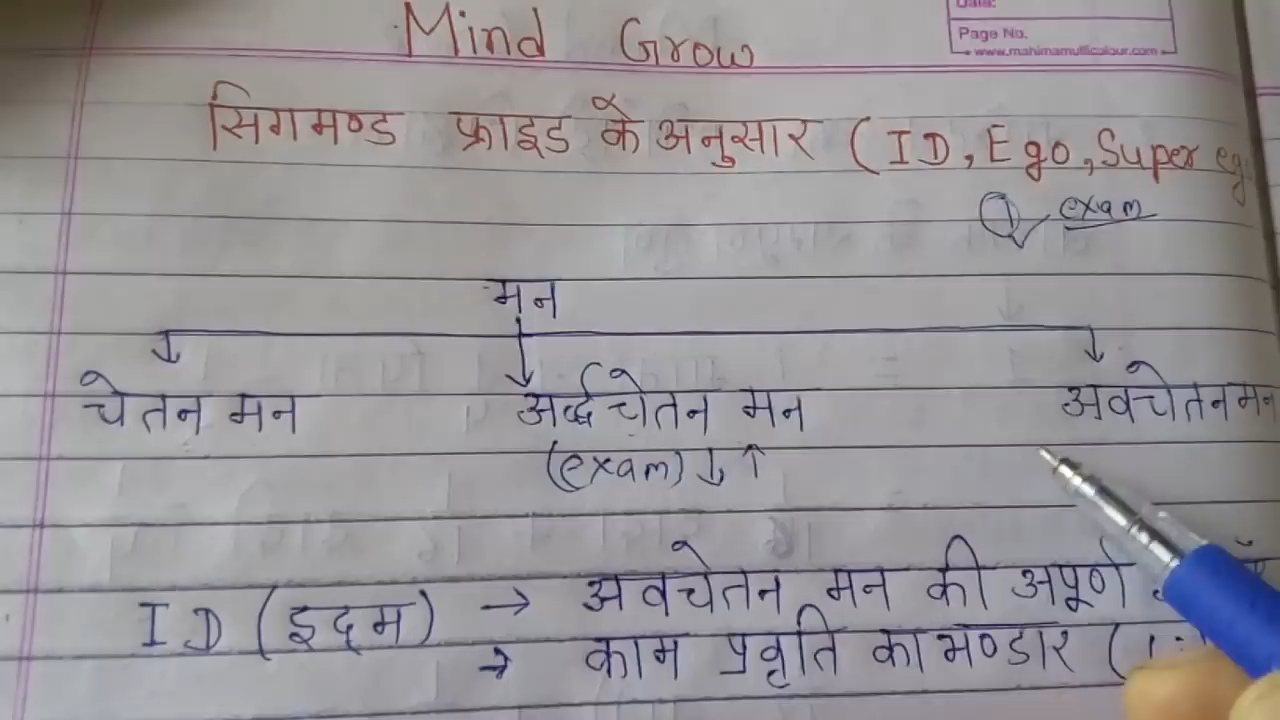 Date:
Mind Grow
Page No.
www.mahimamulticolour.com
सिगमण्ड फ्राइड के अनुसार (ID, Ego, Super eg
exam
मन
चेतन मन अर्द्धचेतन मन अवचेतन मन
(exam) ↓ ↑
ID (इदम) → अवचेतन मन की अपूर्ण
→ काम प्रवृति का भण्डार (